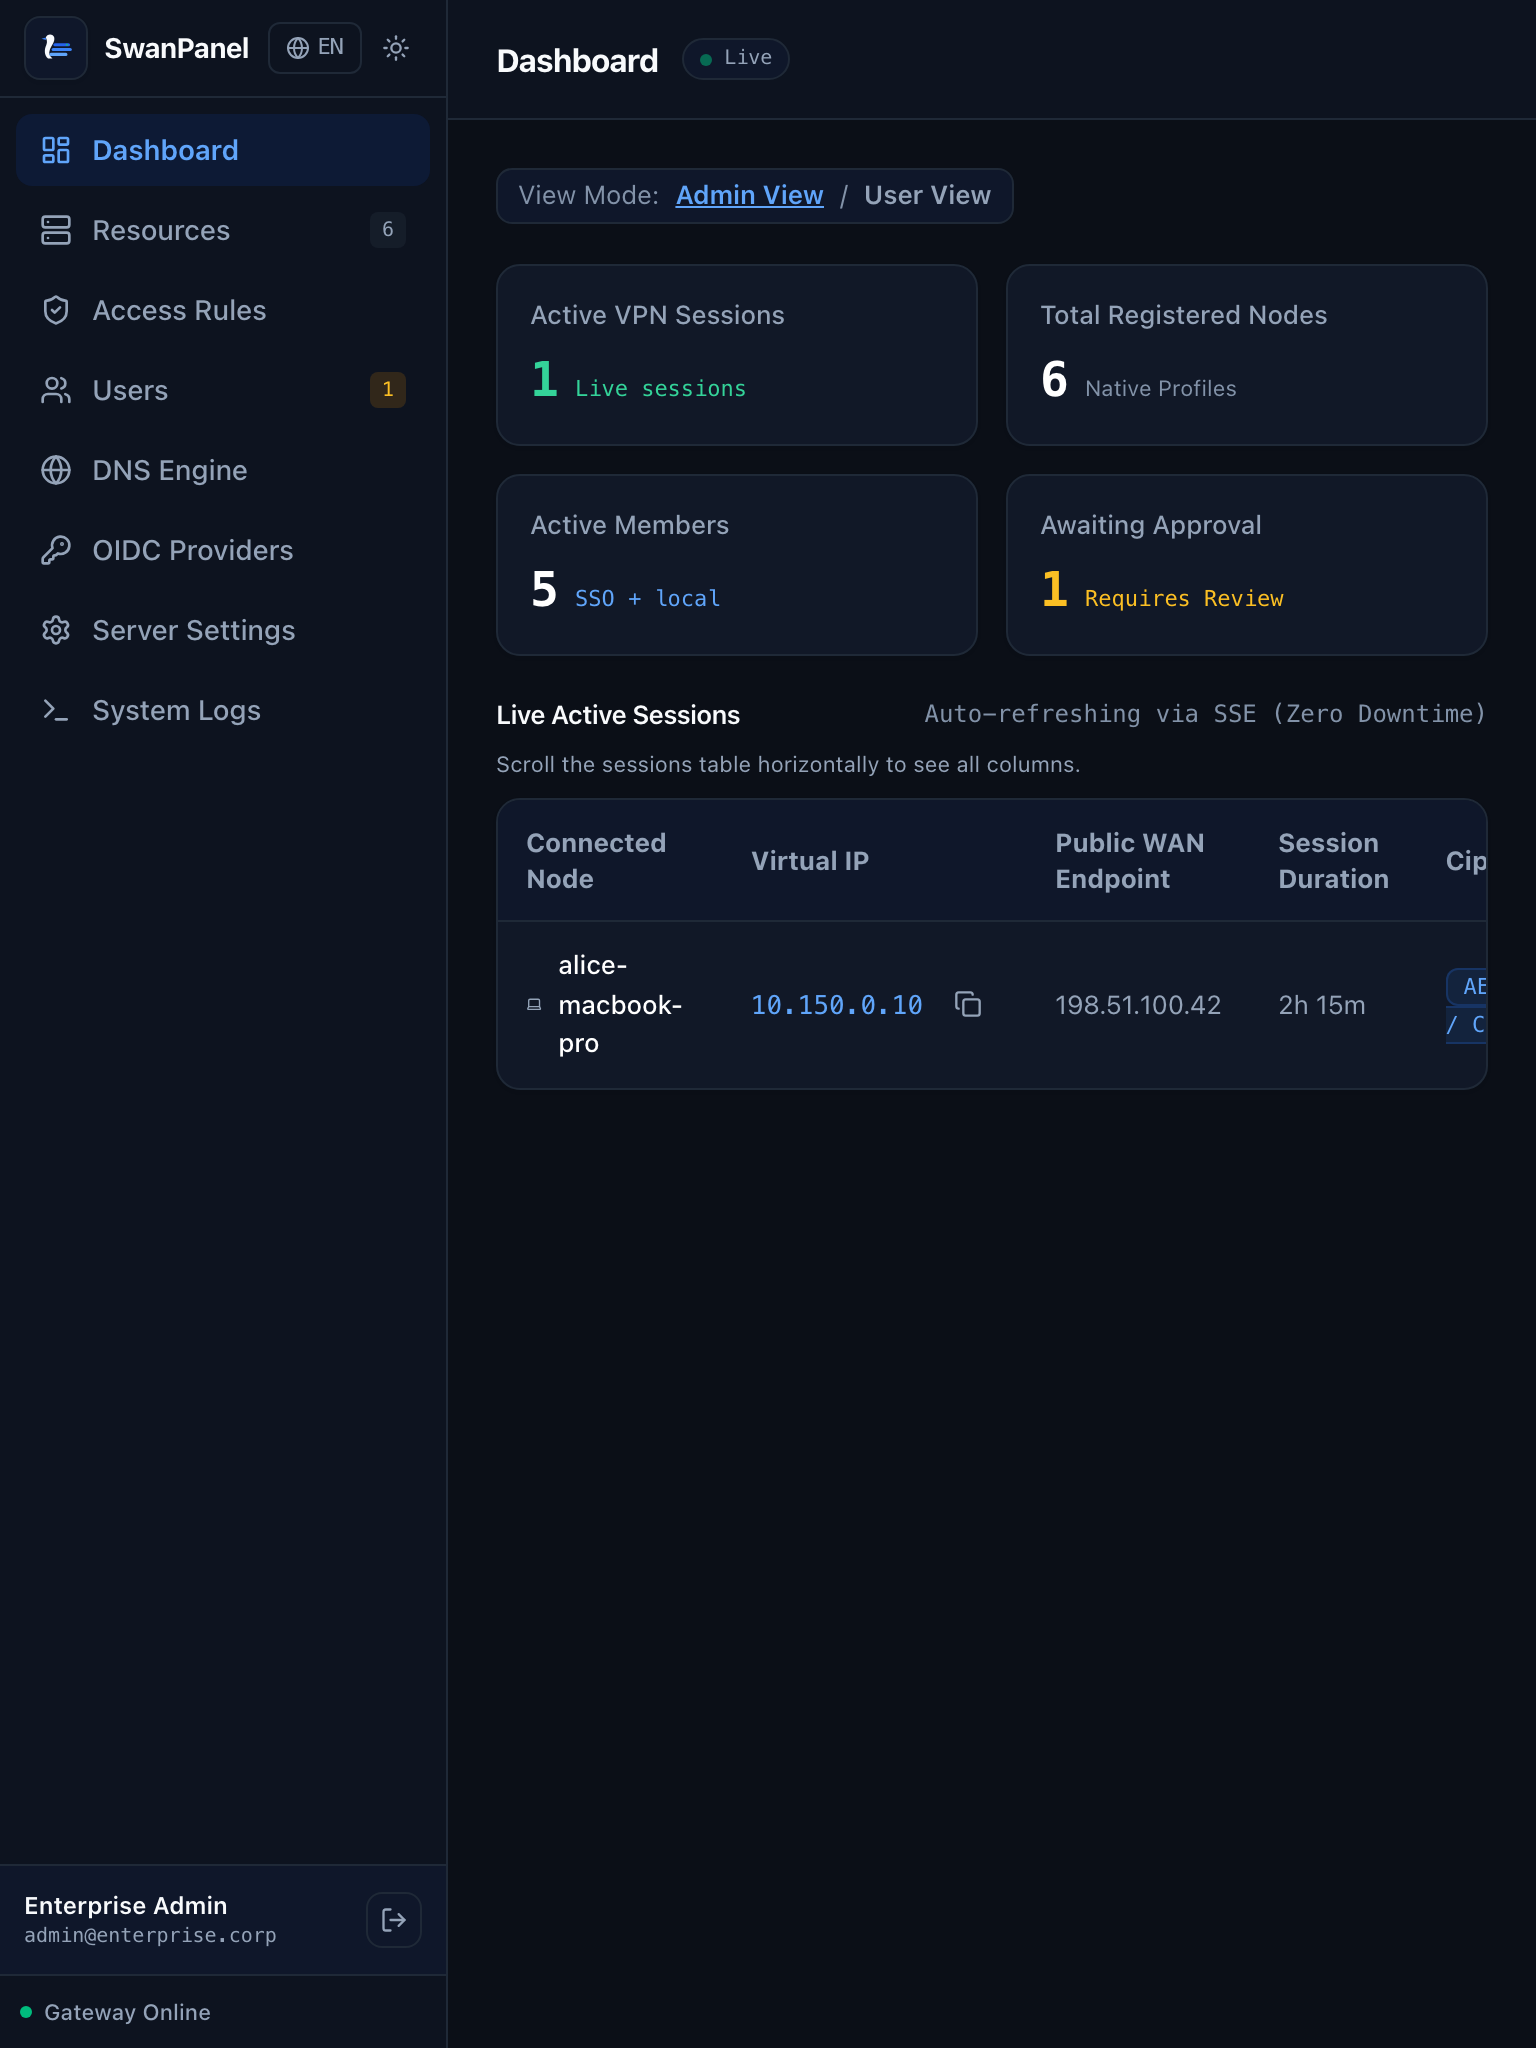 SwanPanel
EN
Dashboard
Resources
6
Access Rules
Users
1
DNS Engine
OIDC Providers
Server Settings
System Logs
Enterprise Admin
admin@enterprise.corp
Gateway Online
Dashboard
Live
View Mode: Admin View / User View
Active VPN Sessions
1 Live sessions
Total Registered Nodes
6 Native Profiles
Active Members
5 SSO + local
Awaiting Approval
1 Requires Review
Live Active Sessions
Auto-refreshing via SSE (Zero Downtime)
Scroll the sessions table horizontally to see all columns.
Connected
Node
Virtual IP
Public WAN
Endpoint
Session
Duration
Cip
alice-
macbook-
pro
10.150.0.10
198.51.100.42
2h 15m
AE
/ C